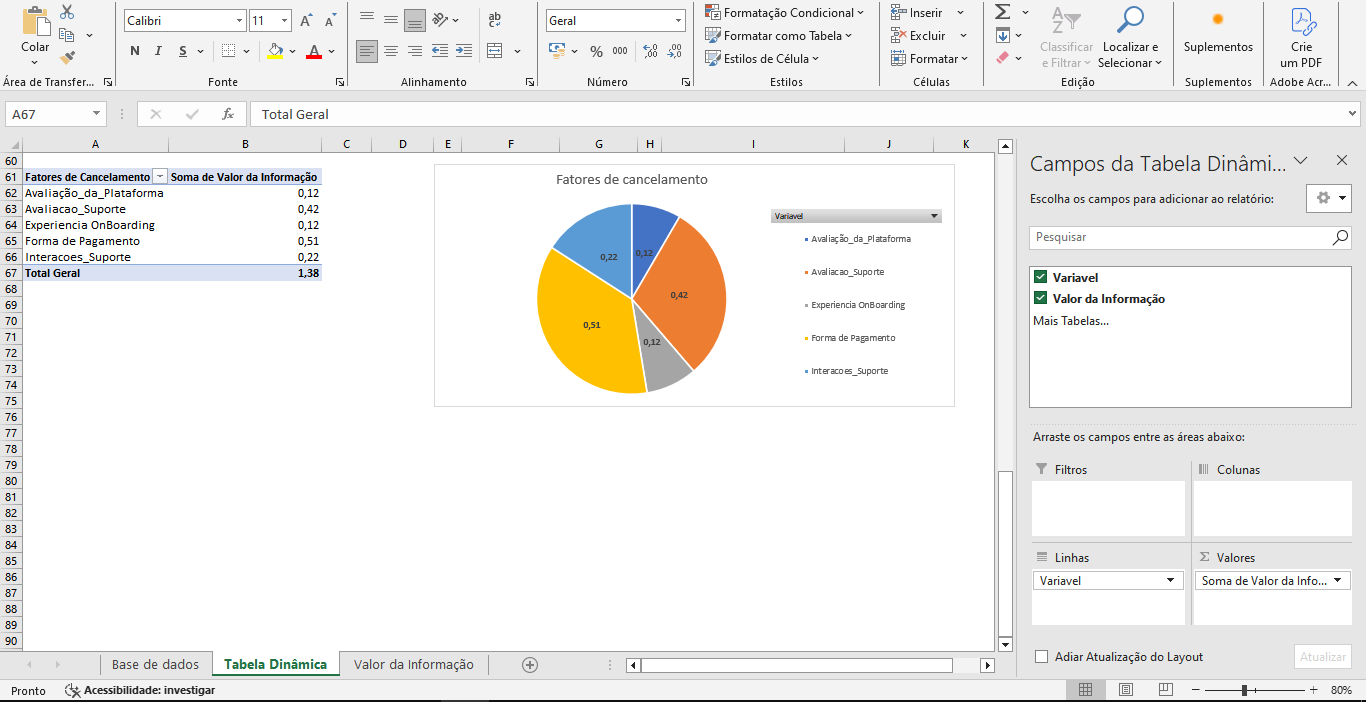 Colar
Área de Transfer...
Calibri
11
N I S
A
Fonte
ab
Alinhamento
Geral
%
000
Número
Formatação Condicional
Formatar como Tabela
Estilos de Célula
Estilos
Inserir
Excluir
Formatar
Células
Classificar
e Filtrar
Localizar e
Selecionar
Edição
Suplementos
Suplementos
Crie
um PDF
Adobe Acr...
A67
fx
Total Geral
A B C D E F G H I J K
60
61 Fatores de Cancelamento Soma de Valor da Informação
62 Avaliação_da_Plataforma 0,12
63 Avaliacao_Suporte 0,42
64 Experiencia OnBoarding 0,12
65 Forma de Pagamento 0,51
66 Interacoes_Suporte 0,22
67 Total Geral 1,38
68
69
70
71
72
73
74
75
76
77
78
79
80
81
82
83
84
85
86
87
88
89
90
Fatores de cancelamento
0,12
0,42
0,12
0,51
0,22
Variavel
Avaliação_da_Plataforma
Avaliacao_Suporte
Experiencia OnBoarding
Forma de Pagamento
Interacoes_Suporte
Campos da Tabela Dinâmi...
Escolha os campos para adicionar ao relatório:
Pesquisar
Variavel
Valor da Informação
Mais Tabelas...
Arraste os campos entre as áreas abaixo:
Filtros
Colunas
Linhas
Variavel
Σ Valores
Soma de Valor da Info...
Adiar Atualização do Layout
Atualizar
Base de dados
Tabela Dinâmica
Valor da Informação
Pronto
Acessibilidade: investigar
80%